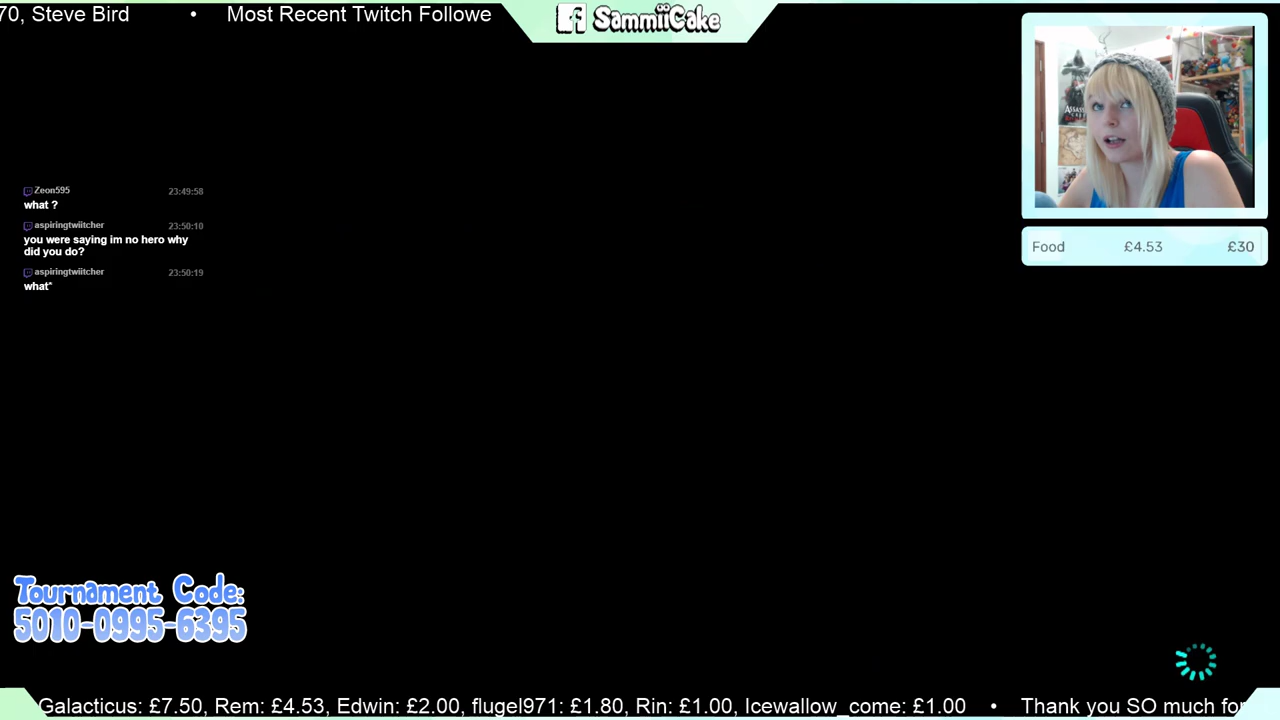 70, Steve Bird • Most Recent Twitch Followe
SammiiCake
Zeon595 23:49:58
what ?
aspiringtwiitcher 23:50:10
you were saying im no hero why
did you do?
aspiringtwiitcher 23:50:19
what*
Food £4.53 £30
Tournament Code:
5010-0995-6395
Galacticus: £7.50, Rem: £4.53, Edwin: £2.00, flugel971: £1.80, Rin: £1.00, Icewallow_come: £1.00 • Thank you SO much for